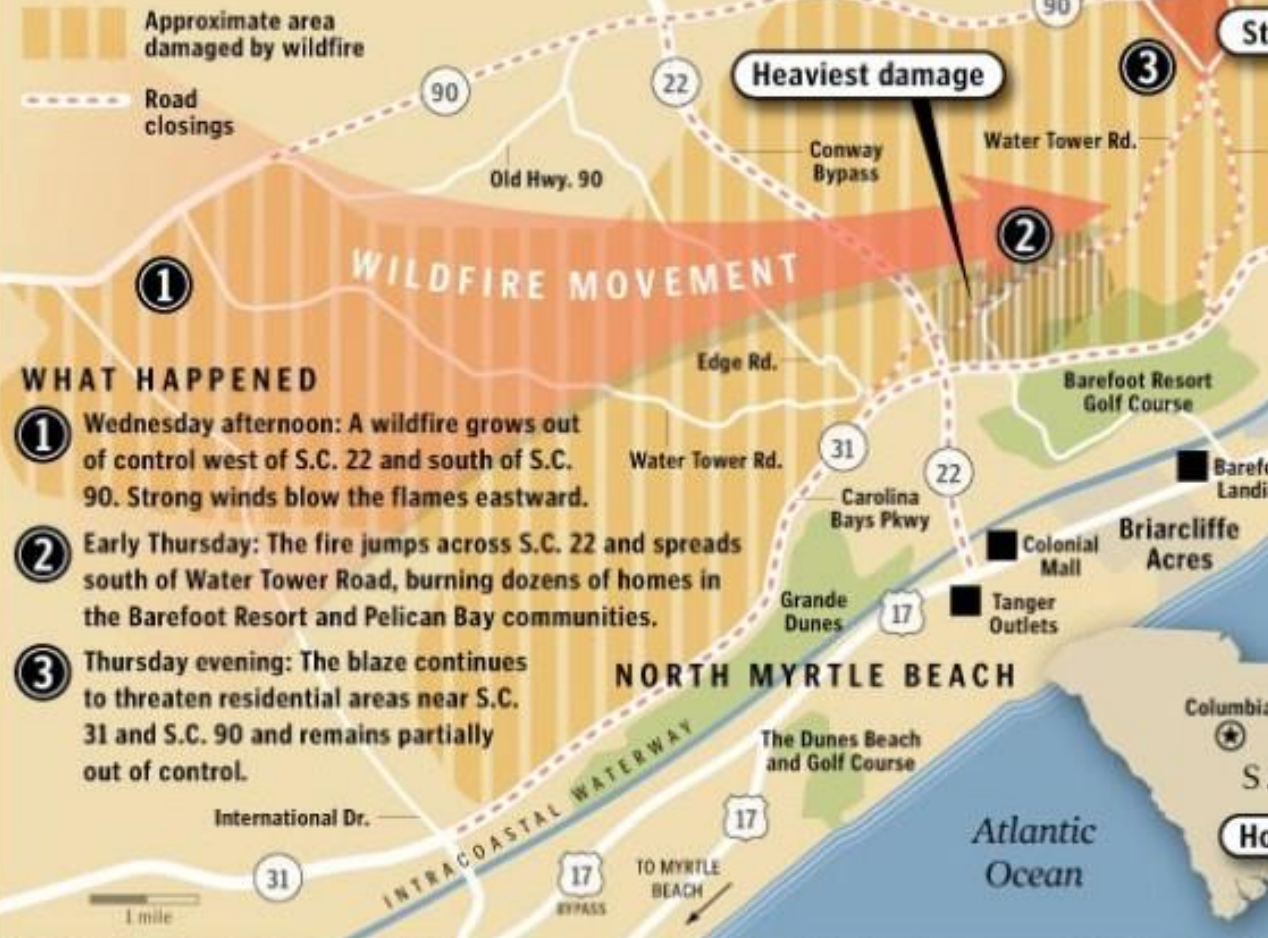 Approximate area
damaged by wildfire
Road
closings
90
90
22
Heaviest damage
3
St
Water Tower Rd.
Conway
Bypass
Old Hwy. 90
WILDFIRE MOVEMENT
2
1
WHAT HAPPENED
1
Wednesday afternoon: A wildfire grows out
of control west of S.C. 22 and south of S.C.
90. Strong winds blow the flames eastward.
2
Early Thursday: The fire jumps across S.C. 22 and spreads
south of Water Tower Road, burning dozens of homes in
the Barefoot Resort and Pelican Bay communities.
3
Thursday evening: The blaze continues
to threaten residential areas near S.C.
31 and S.C. 90 and remains partially
out of control.
Edge Rd.
Barefoot Resort
Golf Course
Water Tower Rd.
31
22
Carolina
Bays Pkwy
Barefo
Landi
Colonial
Mall
Briarcliffe
Acres
Grande
Dunes
17
Tanger
Outlets
NORTH MYRTLE BEACH
Columbia
S.
Ho
The Dunes Beach
and Golf Course
INTRACOASTAL WATERWAY
International Dr.
17
Atlantic
Ocean
31
17
BYPASS
TO MYRTLE
BEACH
1 mile